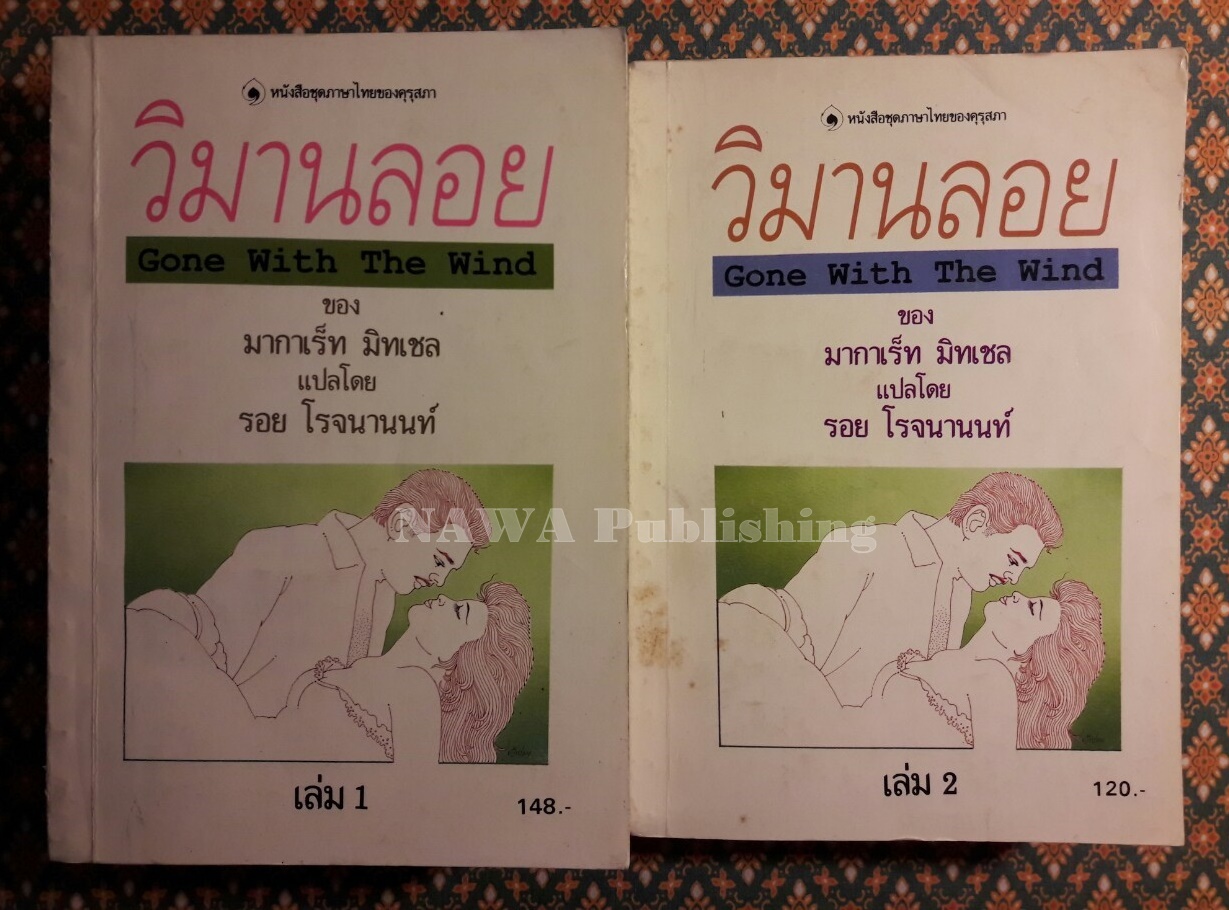 หนังสือชุดภาษาไทยของคุรุสภา
วิมานลอย
Gone With The Wind
ของ
มากาเร็ท มิทเชล
แปลโดย
รอย โรจนานนท์
เล่ม 1
148.-
หนังสือชุดภาษาไทยของคุรุสภา
วิมานลอย
Gone With The Wind
ของ
มากาเร็ท มิทเชล
แปลโดย
รอย โรจนานนท์
เล่ม 2
120.-
NAWA Publishing